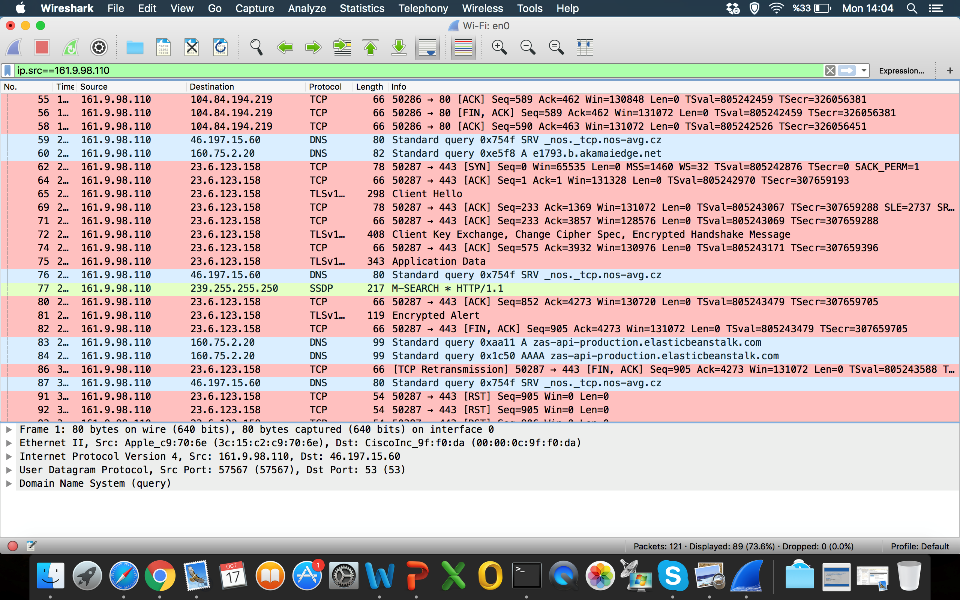 Wireshark File Edit View Go Capture Analyze Statistics Telephony Wireless Tools Help %33 Mon 14:04
Wi-Fi: en0
ip.src==161.9.98.110 Expression... +
No. Time Source Destination Protocol Length Info
55 1… 161.9.98.110 104.84.194.219 TCP 66 50286 → 80 [ACK] Seq=589 Ack=462 Win=130848 Len=0 TSval=805242459 TSecr=326056381
56 1… 161.9.98.110 104.84.194.219 TCP 66 50286 → 80 [FIN, ACK] Seq=589 Ack=462 Win=131072 Len=0 TSval=805242459 TSecr=326056381
58 1… 161.9.98.110 104.84.194.219 TCP 66 50286 → 80 [ACK] Seq=590 Ack=463 Win=131072 Len=0 TSval=805242526 TSecr=326056451
59 2… 161.9.98.110 46.197.15.60 DNS 80 Standard query 0x754f SRV _nos._tcp.nos-avg.cz
60 2… 161.9.98.110 160.75.2.20 DNS 82 Standard query 0xe5f8 A e1793.b.akamaiedge.net
62 2… 161.9.98.110 23.6.123.158 TCP 78 50287 → 443 [SYN] Seq=0 Win=65535 Len=0 MSS=1460 WS=32 TSval=805242876 TSecr=0 SACK_PERM=1
64 2… 161.9.98.110 23.6.123.158 TCP 66 50287 → 443 [ACK] Seq=1 Ack=1 Win=131328 Len=0 TSval=805242970 TSecr=307659193
65 2… 161.9.98.110 23.6.123.158 TLSv1… 298 Client Hello
69 2… 161.9.98.110 23.6.123.158 TCP 78 50287 → 443 [ACK] Seq=233 Ack=1369 Win=131072 Len=0 TSval=805243067 TSecr=307659288 SLE=2737 SR…
71 2… 161.9.98.110 23.6.123.158 TCP 66 50287 → 443 [ACK] Seq=233 Ack=3857 Win=128576 Len=0 TSval=805243069 TSecr=307659288
72 2… 161.9.98.110 23.6.123.158 TLSv1… 408 Client Key Exchange, Change Cipher Spec, Encrypted Handshake Message
74 2… 161.9.98.110 23.6.123.158 TCP 66 50287 → 443 [ACK] Seq=575 Ack=3932 Win=130976 Len=0 TSval=805243171 TSecr=307659396
75 2… 161.9.98.110 23.6.123.158 TLSv1… 343 Application Data
76 2… 161.9.98.110 46.197.15.60 DNS 80 Standard query 0x754f SRV _nos._tcp.nos-avg.cz
77 2… 161.9.98.110 239.255.255.250 SSDP 217 M-SEARCH * HTTP/1.1
80 2… 161.9.98.110 23.6.123.158 TCP 66 50287 → 443 [ACK] Seq=852 Ack=4273 Win=130720 Len=0 TSval=805243479 TSecr=307659705
81 2… 161.9.98.110 23.6.123.158 TLSv1… 119 Encrypted Alert
82 2… 161.9.98.110 23.6.123.158 TCP 66 50287 → 443 [FIN, ACK] Seq=905 Ack=4273 Win=131072 Len=0 TSval=805243479 TSecr=307659705
83 2… 161.9.98.110 160.75.2.20 DNS 99 Standard query 0xaa11 A zas-api-production.elasticbeanstalk.com
84 2… 161.9.98.110 160.75.2.20 DNS 99 Standard query 0x1c50 AAAA zas-api-production.elasticbeanstalk.com
86 3… 161.9.98.110 23.6.123.158 TCP 66 [TCP Retransmission] 50287 → 443 [FIN, ACK] Seq=905 Ack=4273 Win=131072 Len=0 TSval=805243588 T…
87 3… 161.9.98.110 46.197.15.60 DNS 80 Standard query 0x754f SRV _nos._tcp.nos-avg.cz
91 3… 161.9.98.110 23.6.123.158 TCP 54 50287 → 443 [RST] Seq=905 Win=0 Len=0
92 3… 161.9.98.110 23.6.123.158 TCP 54 50287 → 443 [RST] Seq=905 Win=0 Len=0
Frame 1: 80 bytes on wire (640 bits), 80 bytes captured (640 bits) on interface 0
Ethernet II, Src: Apple_c9:70:6e (3c:15:c2:c9:70:6e), Dst: CiscoInc_9f:f0:da (00:00:0c:9f:f0:da)
Internet Protocol Version 4, Src: 161.9.98.110, Dst: 46.197.15.60
User Datagram Protocol, Src Port: 57567 (57567), Dst Port: 53 (53)
Domain Name System (query)
Packets: 121 · Displayed: 89 (73.6%) · Dropped: 0 (0.0%) Profile: Default
17
1